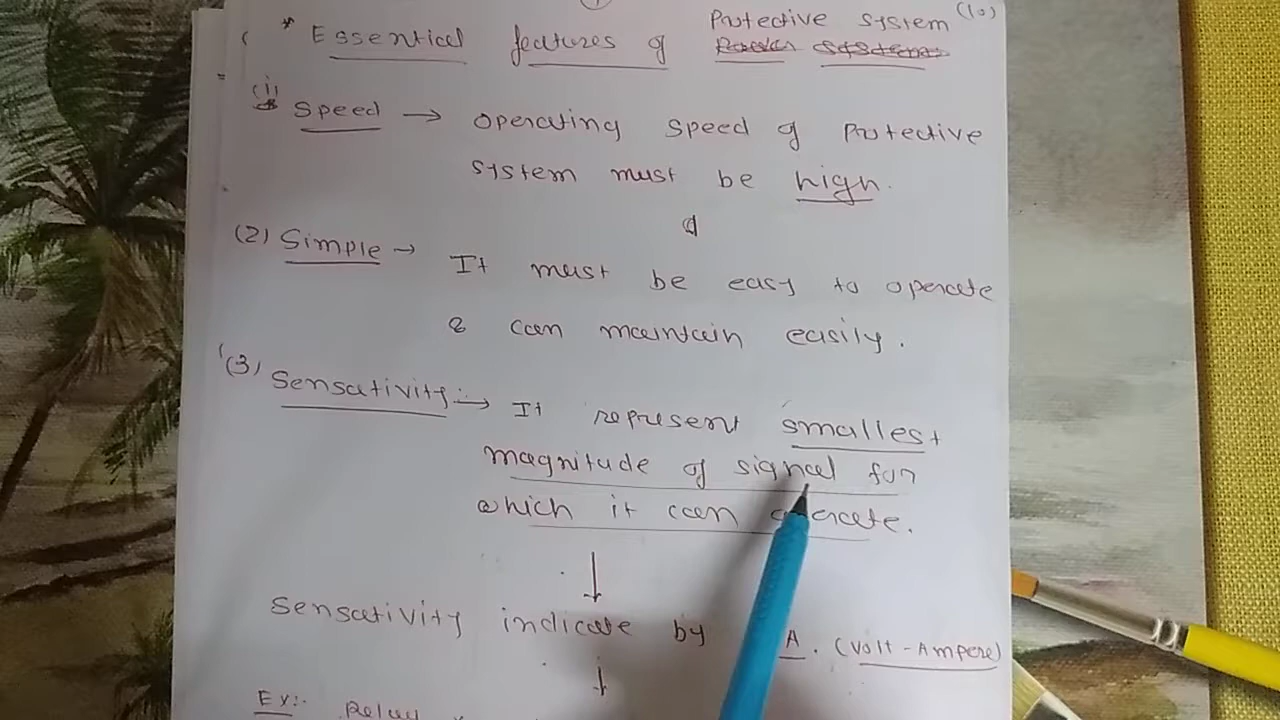 * Essential features of Protective System (10)
(1) Speed → Operating speed of Protective
system must be high.
(2) Simple → It must be easy to operate
& can maintain easily.
(3) Sensativity → It represent smallest
magnitude of signal for
which it can operate.
Sensativity indicate by A. (Volt-Ampere)
Ex:- Relay